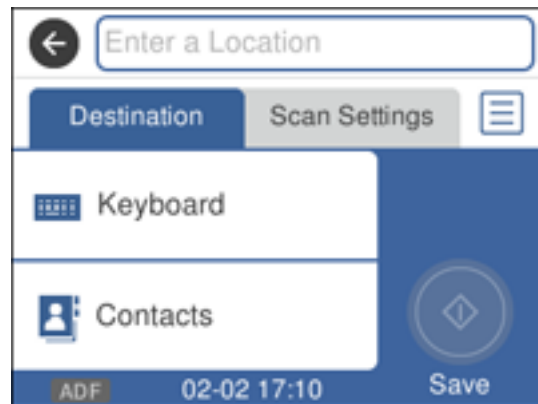 Enter a Location
Destination
Scan Settings
Keyboard
Contacts
ADF
02-02 17:10
Save